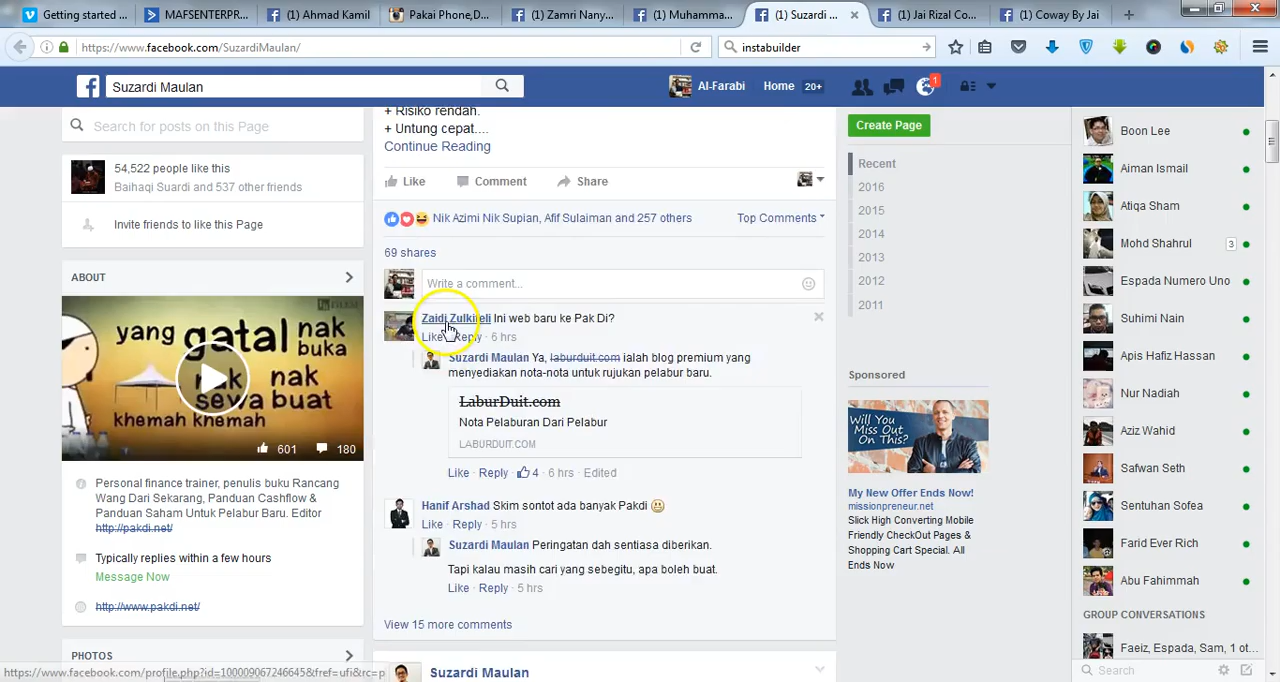 Getting started ...
MAFSENTERPR...
(1) Ahmad Kamil
Pakai Phone,D...
(1) Zamri Nany...
(1) Muhamma...
(1) Suzardi ...
(1) Jai Rizal Co...
(1) Coway By Jai
https://www.facebook.com/SuzardiMaulan/
instabuilder
Suzardi Maulan
Al-Farabi
Home 20+
1
Search for posts on this Page
54,522 people like this
Baihaqi Suardi and 537 other friends
Invite friends to like this Page
ABOUT
yang gatal nak
buka
nak nak
sewa buat
khemah khemah
601 180
Personal finance trainer, penulis buku Rancang
Wang Dari Sekarang, Panduan Cashflow &
Panduan Saham Untuk Pelabur Baru. Editor
http://pakdi.net/
Typically replies within a few hours
Message Now
http://www.pakdi.net/
PHOTOS
+ Risiko rendah.
+ Untung cepat....
Continue Reading
Like Comment Share
Nik Azimi Nik Supian, Afif Sulaiman and 257 others
Top Comments
69 shares
Write a comment...
Zaidi Zulkifeli Ini web baru ke Pak Di?
Like · Reply · 6 hrs
Suzardi Maulan Ya, laburduit.com ialah blog premium yang
menyediakan nota-nota untuk rujukan pelabur baru.
LaburDuit.com
Nota Pelaburan Dari Pelabur
LABURDUIT.COM
Like · Reply · 4 · 6 hrs · Edited
Hanif Arshad Skim sontot ada banyak Pakdi
Like · Reply · 5 hrs
Suzardi Maulan Peringatan dah sentiasa diberikan.
Tapi kalau masih cari yang sebegitu, apa boleh buat.
Like · Reply · 5 hrs
View 15 more comments
Suzardi Maulan
Create Page
Recent
2016
2015
2014
2013
2012
2011
Sponsored
Will You
Miss Out
On This?
My New Offer Ends Now!
missionpreneur.net
Slick High Converting Mobile
Friendly CheckOut Pages &
Shopping Cart Special. All
Ends Now
Boon Lee
Aiman Ismail
Atiqa Sham
Mohd Shahrul 3
Espada Numero Uno
Suhimi Nain
Apis Hafiz Hassan
Nur Nadiah
Aziz Wahid
Safwan Seth
Sentuhan Sofea
Farid Ever Rich
Abu Fahimmah
GROUP CONVERSATIONS
Faeiz, Espada, Sam, 1 ot...
Search
https://www.facebook.com/profile.php?id=100009067246645&fref=ufi&rc=p